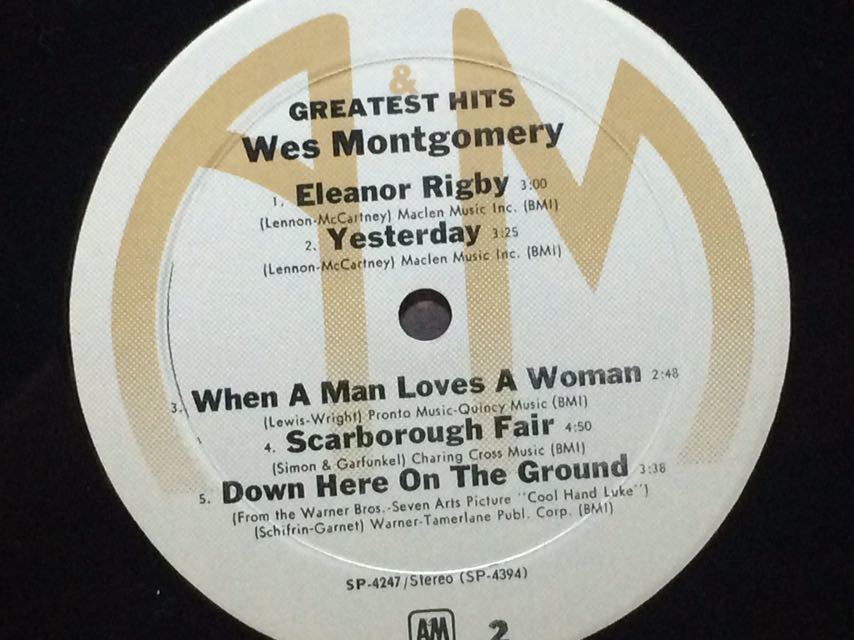 &
GREATEST HITS
Wes Montgomery
1. Eleanor Rigby 3:00
(Lennon-McCartney) Maclen Music Inc. (BMI)
2. Yesterday 3:25
(Lennon-McCartney) Maclen Music Inc. (BMI)
3. When A Man Loves A Woman 2:48
(Lewis-Wright) Pronto Music-Quincy Music (BMI)
4. Scarborough Fair 4:50
(Simon & Garfunkel) Charing Cross Music (BMI)
5. Down Here On The Ground 3:38
(From the Warner Bros.-Seven Arts Picture "Cool Hand Luke")
(Schifrin-Garnet) Warner-Tamerlane Publ. Corp. (BMI)
SP-4247/Stereo (SP-4394)
AM 2